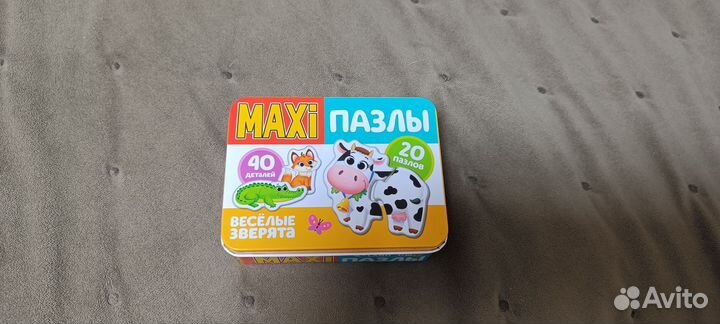 MAXi ПАЗЛЫ
40
ДЕТАЛЕЙ
20
ПАЗЛОВ
ВЕСЁЛЫЕ
ЗВЕРЯТА
MAXi ПАЗЛЫ
Avito